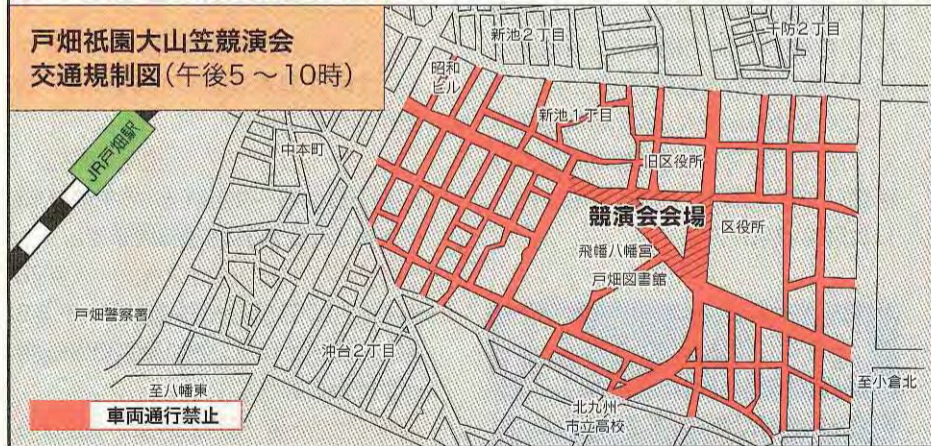 戸畑祇園大山笠競演会
交通規制図(午後5～10時)
新池2丁目
千防2丁目
昭和
ビル
新池1丁目
JR戸畑駅
中本町
旧区役所
競演会会場
区役所
飛幡八幡宮
戸畑図書館
戸畑警察署
沖台2丁目
至八幡東
至小倉北
北九州
市立高校
車両通行禁止